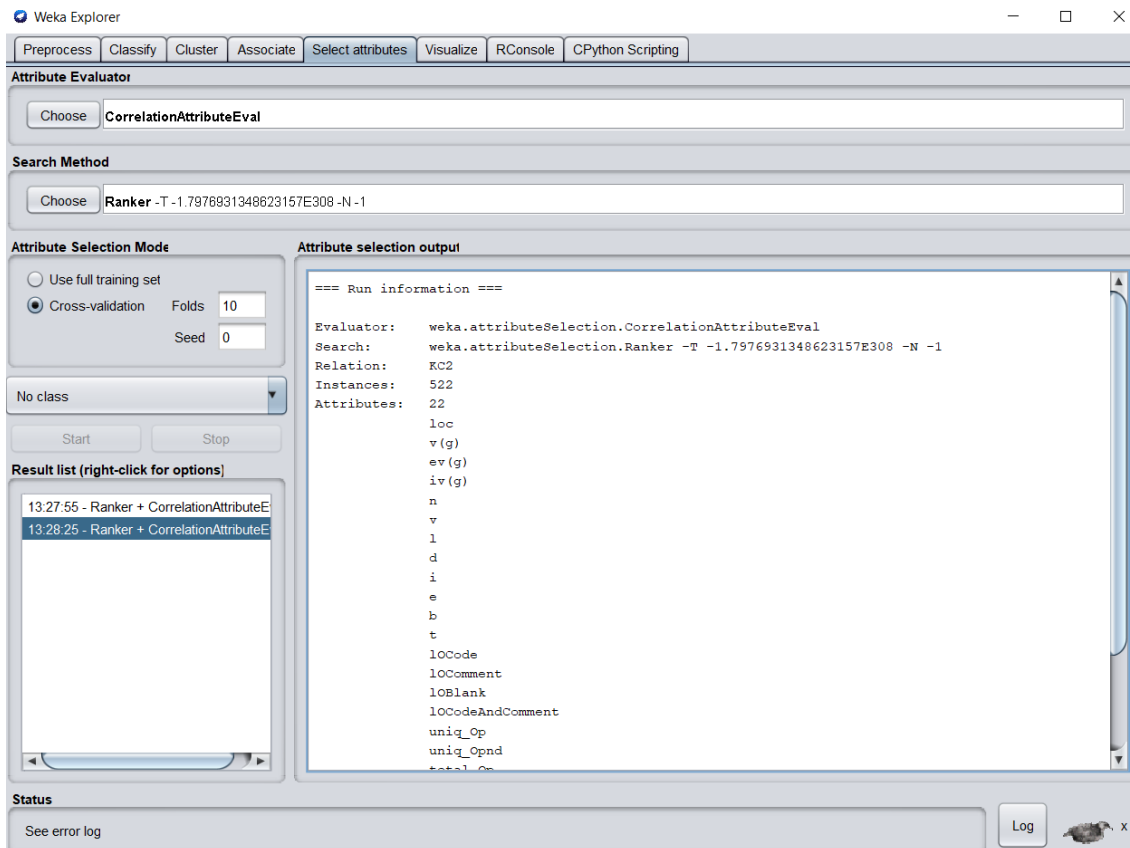 Weka Explorer
Preprocess Classify Cluster Associate Select attributes Visualize RConsole CPython Scripting
Attribute Evaluator
Choose CorrelationAttributeEval
Search Method
Choose Ranker -T -1.7976931348623157E308 -N -1
Attribute Selection Mode
Use full training set
Cross-validation Folds 10
Seed 0
No class
Start Stop
Result list (right-click for options)
13:27:55 - Ranker + CorrelationAttributeE
13:28:25 - Ranker + CorrelationAttributeE
Attribute selection output
=== Run information ===
Evaluator: weka.attributeSelection.CorrelationAttributeEval
Search: weka.attributeSelection.Ranker -T -1.7976931348623157E308 -N -1
Relation: KC2
Instances: 522
Attributes: 22
loc
v(g)
ev(g)
iv(g)
n
v
l
d
i
e
b
t
lOCode
lOComment
lOBlank
lOCodeAndComment
uniq_Op
uniq_Opnd
total_Op
Status
See error log
Log
x